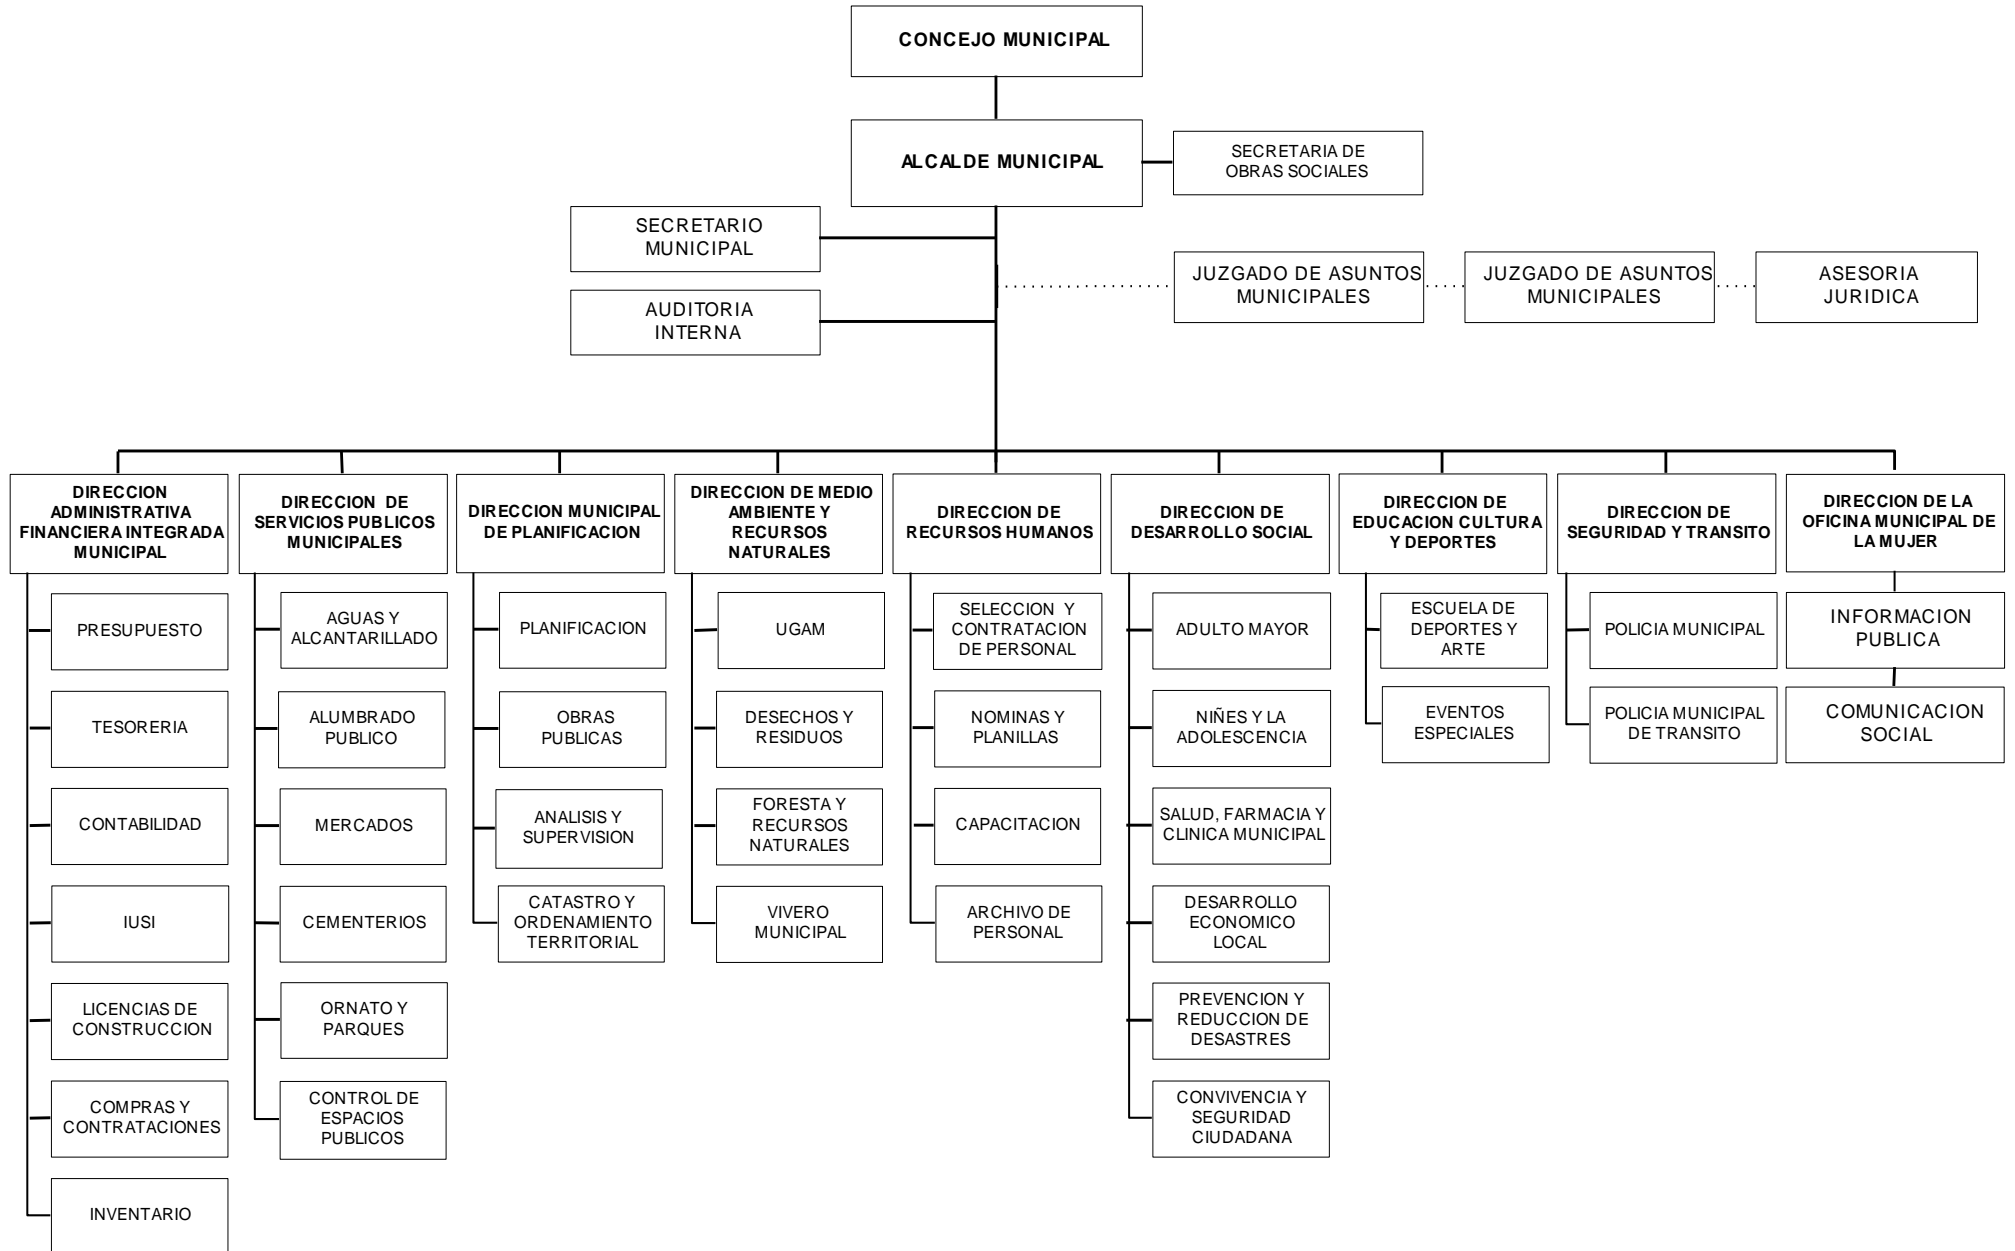 CONCEJO MUNICIPAL
ALCALDE MUNICIPAL
SECRETARIA DE
OBRAS SOCIALES
SECRETARIO
MUNICIPAL
AUDITORIA
INTERNA
JUZGADO DE ASUNTOS
MUNICIPALES
JUZGADO DE ASUNTOS
MUNICIPALES
ASESORIA
JURIDICA
DIRECCION
ADMINISTRATIVA
FINANCIERA INTEGRADA
MUNICIPAL
PRESUPUESTO
TESORERIA
CONTABILIDAD
IUSI
LICENCIAS DE
CONSTRUCCION
COMPRAS Y
CONTRATACIONES
INVENTARIO
DIRECCION DE
SERVICIOS PUBLICOS
MUNICIPALES
AGUAS Y
ALCANTARILLADO
ALUMBRADO
PUBLICO
MERCADOS
CEMENTERIOS
ORNATO Y
PARQUES
CONTROL DE
ESPACIOS
PUBLICOS
DIRECCION MUNICIPAL
DE PLANIFICACION
PLANIFICACION
OBRAS
PUBLICAS
ANALISIS Y
SUPERVISION
CATASTRO Y
ORDENAMIENTO
TERRITORIAL
DIRECCION DE MEDIO
AMBIENTE Y
RECURSOS
NATURALES
UGAM
DESECHOS Y
RESIDUOS
FORESTA Y
RECURSOS
NATURALES
VIVERO
MUNICIPAL
DIRECCION DE
RECURSOS HUMANOS
SELECCION Y
CONTRATACION
DE PERSONAL
NOMINAS Y
PLANILLAS
CAPACITACION
ARCHIVO DE
PERSONAL
DIRECCION DE
DESARROLLO SOCIAL
ADULTO MAYOR
NIÑES Y LA
ADOLESCENCIA
SALUD, FARMACIA Y
CLINICA MUNICIPAL
DESARROLLO
ECONOMICO
LOCAL
PREVENCION Y
REDUCCION DE
DESASTRES
CONVIVENCIA Y
SEGURIDAD
CIUDADANA
DIRECCION DE
EDUCACION CULTURA
Y DEPORTES
ESCUELA DE
DEPORTES Y
ARTE
EVENTOS
ESPECIALES
DIRECCION DE
SEGURIDAD Y TRANSITO
POLICIA MUNICIPAL
POLICIA MUNICIPAL
DE TRANSITO
DIRECCION DE LA
OFICINA MUNICIPAL DE
LA MUJER
INFORMACION
PUBLICA
COMUNICACION
SOCIAL